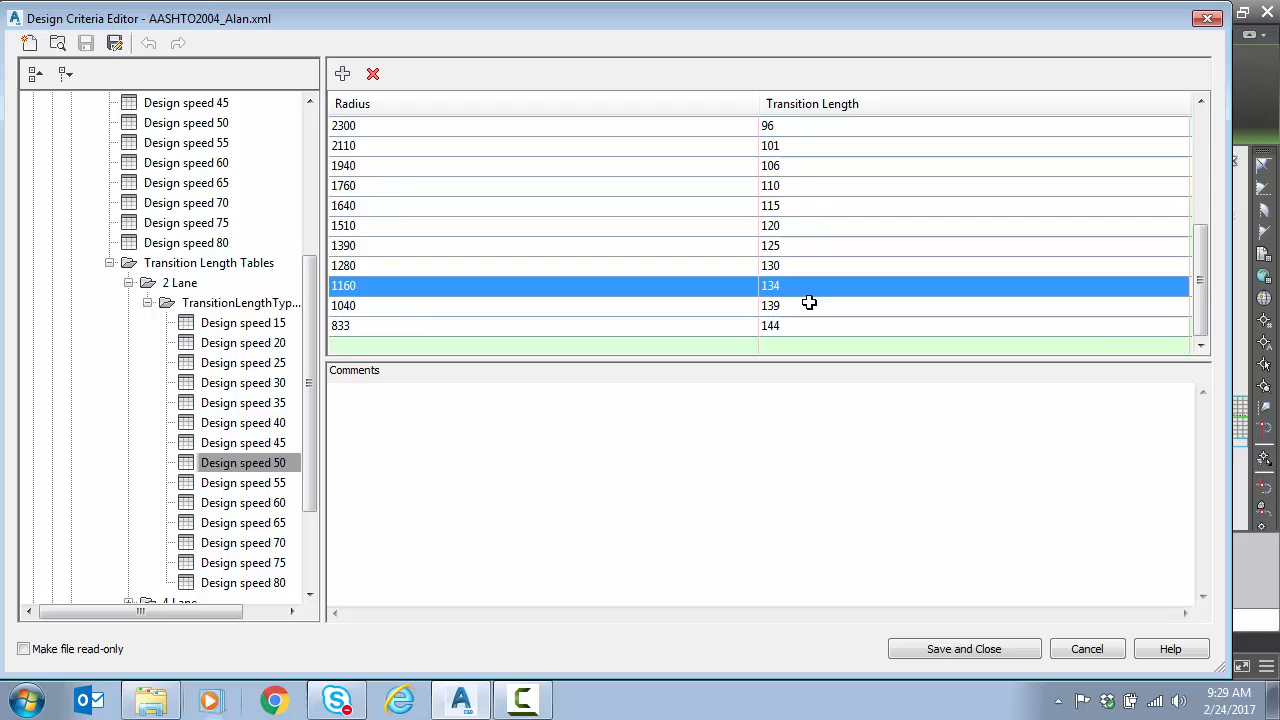 Design Criteria Editor - AASHTO2004_Alan.xml
Design speed 45
Design speed 50
Design speed 55
Design speed 60
Design speed 65
Design speed 70
Design speed 75
Design speed 80
Transition Length Tables
2 Lane
TransitionLengthTyp...
Design speed 15
Design speed 20
Design speed 25
Design speed 30
Design speed 35
Design speed 40
Design speed 45
Design speed 50
Design speed 55
Design speed 60
Design speed 65
Design speed 70
Design speed 75
Design speed 80
4 Lane
Radius Transition Length
2300 96
2110 101
1940 106
1760 110
1640 115
1510 120
1390 125
1280 130
1160 134
1040 139
833 144
Comments
Make file read-only
Save and Close
Cancel
Help
9:29 AM
2/24/2017